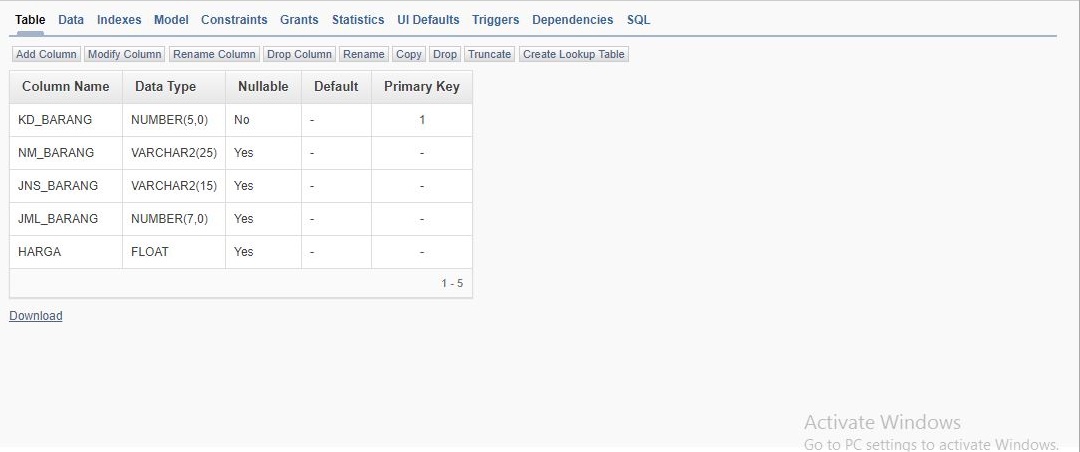 Table Data Indexes Model Constraints Grants Statistics UI Defaults Triggers Dependencies SQL
Add Column Modify Column Rename Column Drop Column Rename Copy Drop Truncate Create Lookup Table
Column Name Data Type Nullable Default Primary Key
KD_BARANG NUMBER(5,0) No - 1
NM_BARANG VARCHAR2(25) Yes - -
JNS_BARANG VARCHAR2(15) Yes - -
JML_BARANG NUMBER(7,0) Yes - -
HARGA FLOAT Yes - -
1 - 5
Download
Activate Windows
Go to PC settings to activate Windows.